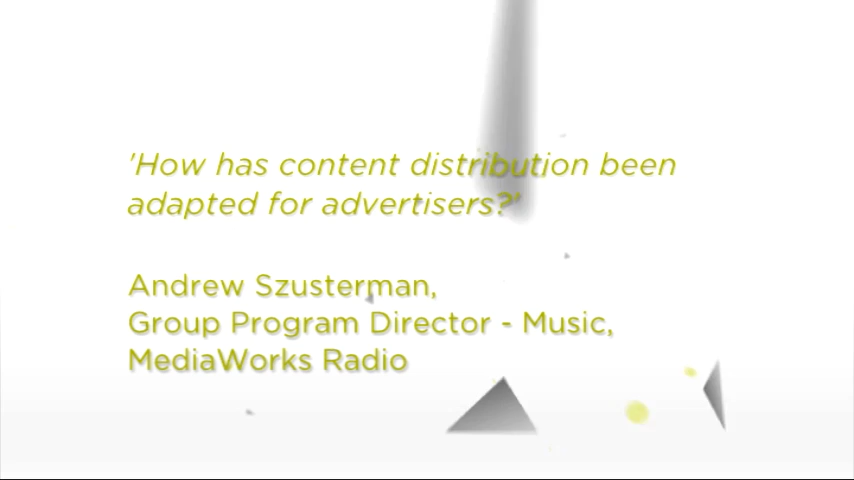 'How has content distribution been
adapted for advertisers?'
Andrew Szusterman,
Group Program Director - Music,
MediaWorks Radio